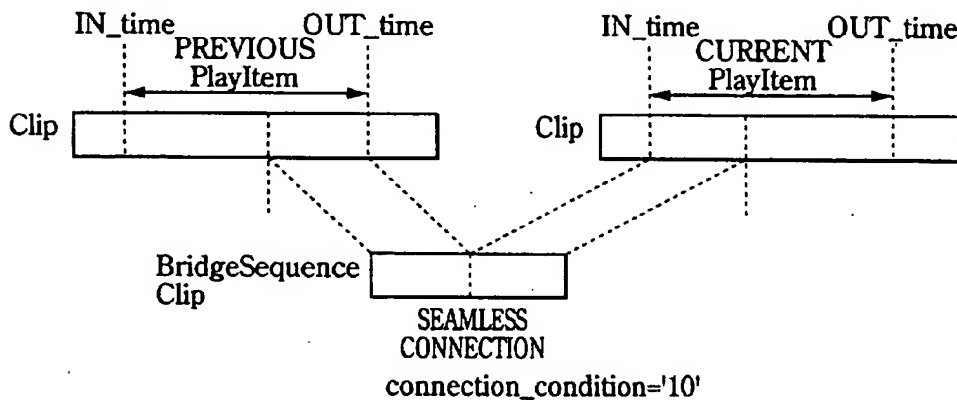 IN_time OUT_time IN_time OUT_time
PREVIOUS CURRENT
PlayItem PlayItem
Clip Clip
BridgeSequence
Clip
SEAMLESS
CONNECTION
connection_condition='10'